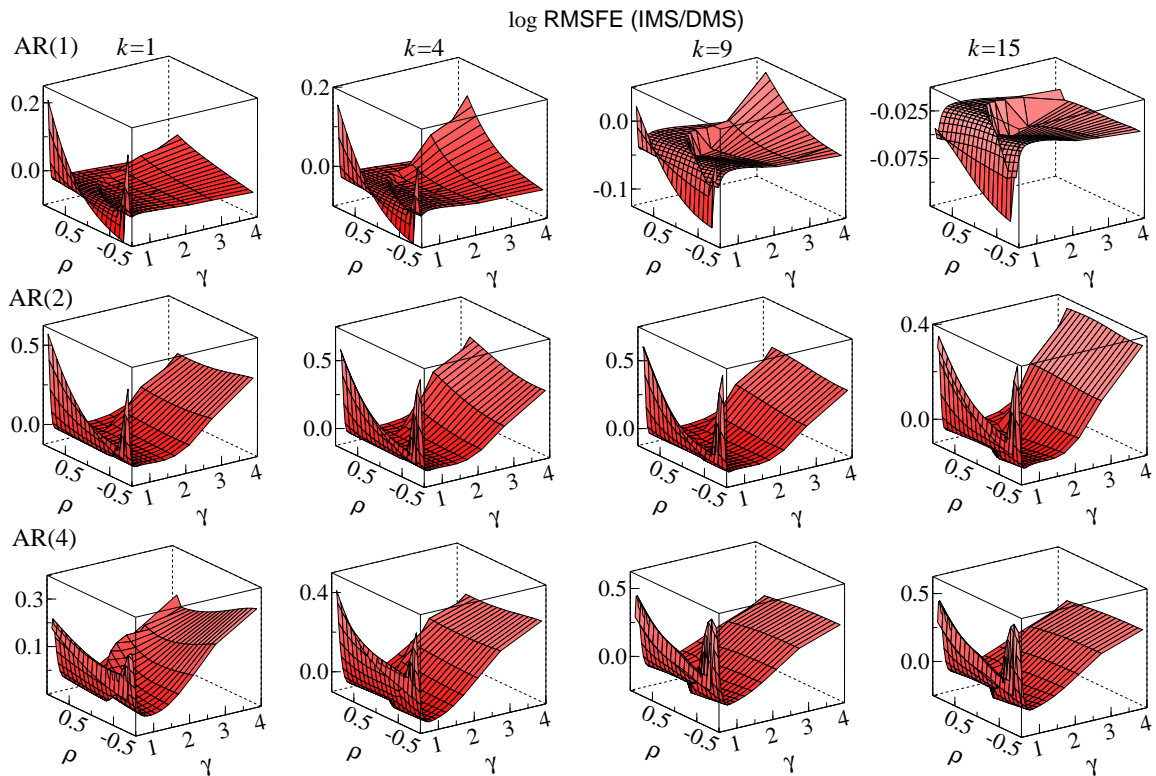 log RMSFE (IMS/DMS)
AR(1) k=1 k=4 k=9 k=15
0.2 0.2 0.0 -0.025
0.0 0.0 -0.1 -0.075
0.5 -0.5 1 2 3 4 0.5 -0.5 1 2 3 4 0.5 -0.5 1 2 3 4 0.5 -0.5 1 2 3 4
ρ γ ρ γ ρ γ ρ γ
AR(2)
0.5 0.5 0.5 0.4
0.0 0.0 0.0 0.0
0.5 -0.5 1 2 3 4 0.5 -0.5 1 2 3 4 0.5 -0.5 1 2 3 4 0.5 -0.5 1 2 3 4
ρ γ ρ γ ρ γ ρ γ
AR(4)
0.3 0.4 0.5 0.5
0.1 0.0 0.0 0.0
0.5 -0.5 1 2 3 4 0.5 -0.5 1 2 3 4 0.5 -0.5 1 2 3 4 0.5 -0.5 1 2 3 4
ρ γ ρ γ ρ γ ρ γ